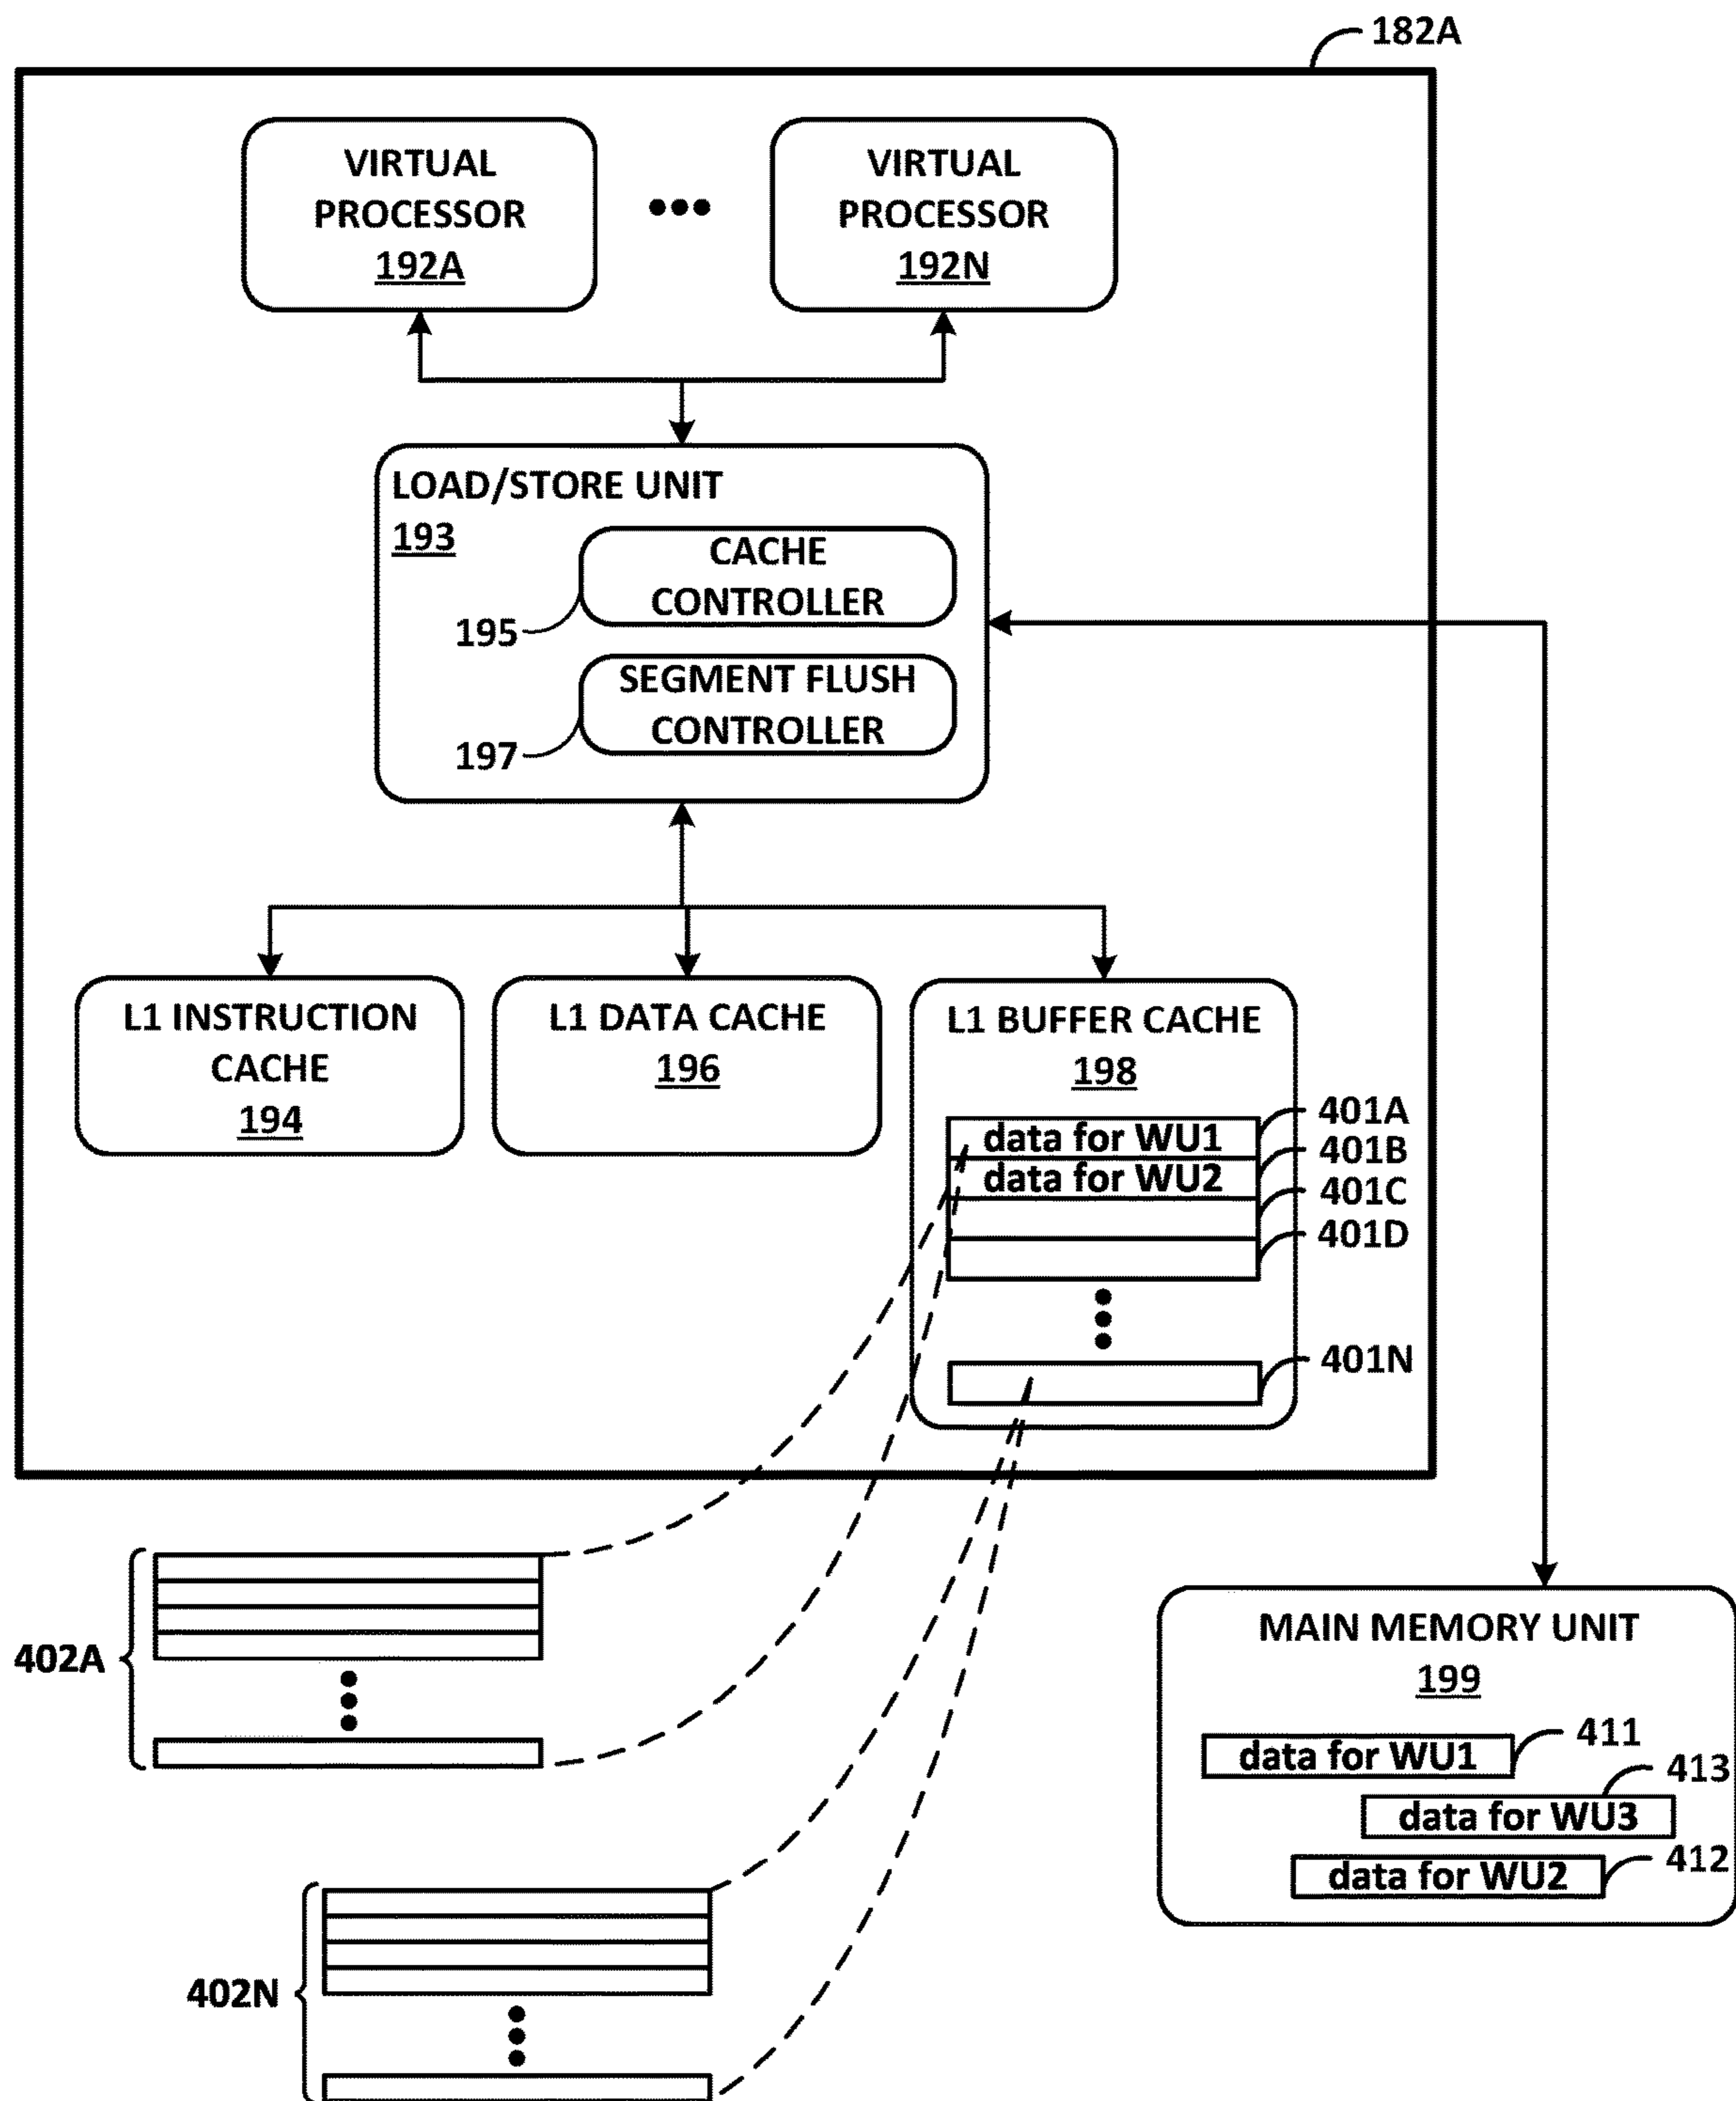 182A
VIRTUAL
PROCESSOR
192A
VIRTUAL
PROCESSOR
192N
LOAD/STORE UNIT
193
CACHE
CONTROLLER
195
SEGMENT FLUSH
CONTROLLER
197
L1 INSTRUCTION
CACHE
194
L1 DATA CACHE
196
L1 BUFFER CACHE
198
data for WU1
401A
data for WU2
401B
401C
401D
401N
402A
402N
MAIN MEMORY UNIT
199
data for WU1
411
413
data for WU3
data for WU2
412